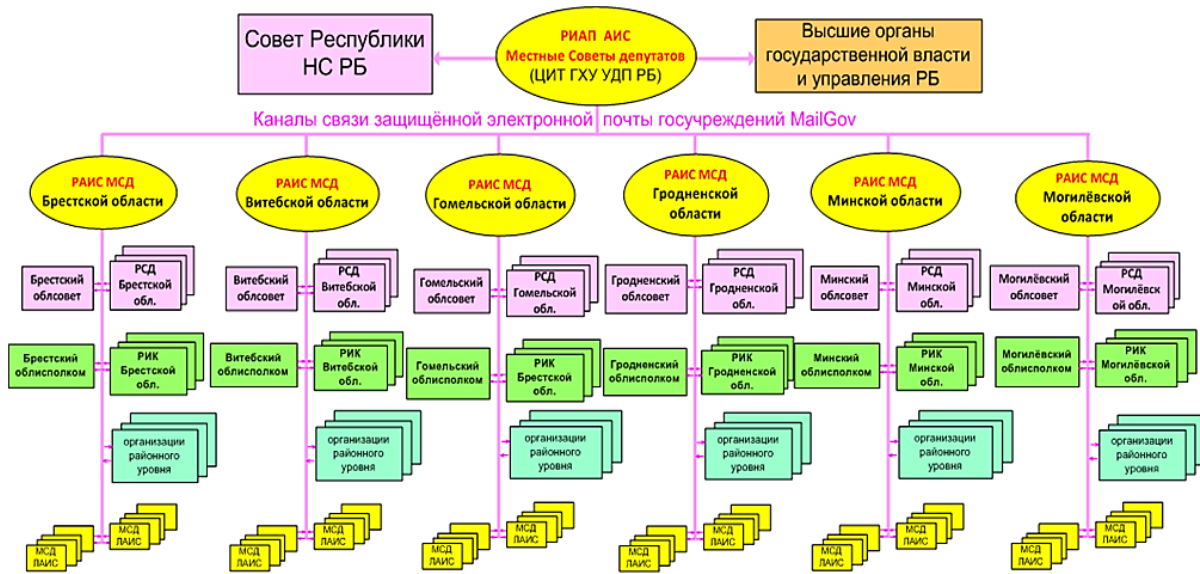 Совет Республики
НС РБ
РИАП АИС
Местные Советы депутатов
(ЦИТ ГХУ УДП РБ)
Высшие органы
государственной власти
и управления РБ
Каналы связи защищённой электронной почты госучреждений MailGov
РАИС МСД
Брестской области
РАИС МСД
Витебской области
РАИС МСД
Гомельской области
РАИС МСД
Гродненской
области
РАИС МСД
Минской области
РАИС МСД
Могилёвской
области
Брестский
облсовет
РСД
Брестской
обл.
Витебский
облсовет
РСД
Витебской
обл.
Гомельский
облсовет
РСД
Гомельской
обл.
Гродненский
облсовет
РСД
Гродненской
обл.
Минский
облсовет
РСД
Минской
обл.
Могилёвский
облсовет
РСД
Могилёвск
ой обл.
Брестский
облисполком
РИК
Брестской
обл.
Витебский
облисполком
РИК
Витебской
обл.
Гомельский
облисполком
РИК
Брестской
обл.
Гродненский
облисполком
РИК
Гродненской
обл.
Минский
облисполком
РИК
Минской
обл.
Могилёвский
облисполком
РИК
Могилёвской
обл.
организации
районного
уровня
организации
районного
уровня
организации
районного
уровня
организации
районного
уровня
организации
районного
уровня
организации
районного
уровня
МСД
ЛАИС
МСД
ЛАИС
МСД
ЛАИС
МСД
ЛАИС
МСД
ЛАИС
МСД
ЛАИС
МСД
ЛАИС
МСД
ЛАИС
МСД
ЛАИС
МСД
ЛАИС
МСД
ЛАИС
МСД
ЛАИС